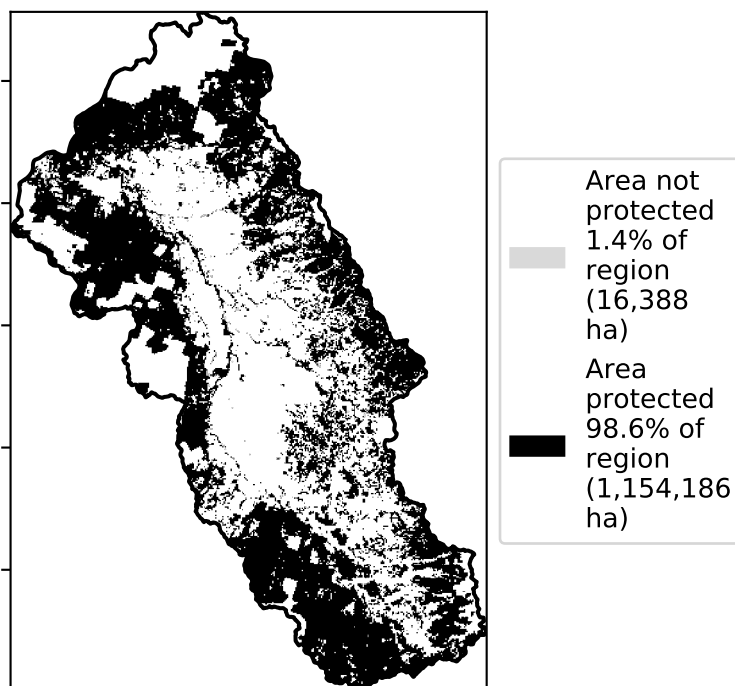 Area not
protected
1.4% of
region
(16,388
ha)
Area
protected
98.6% of
region
(1,154,186
ha)